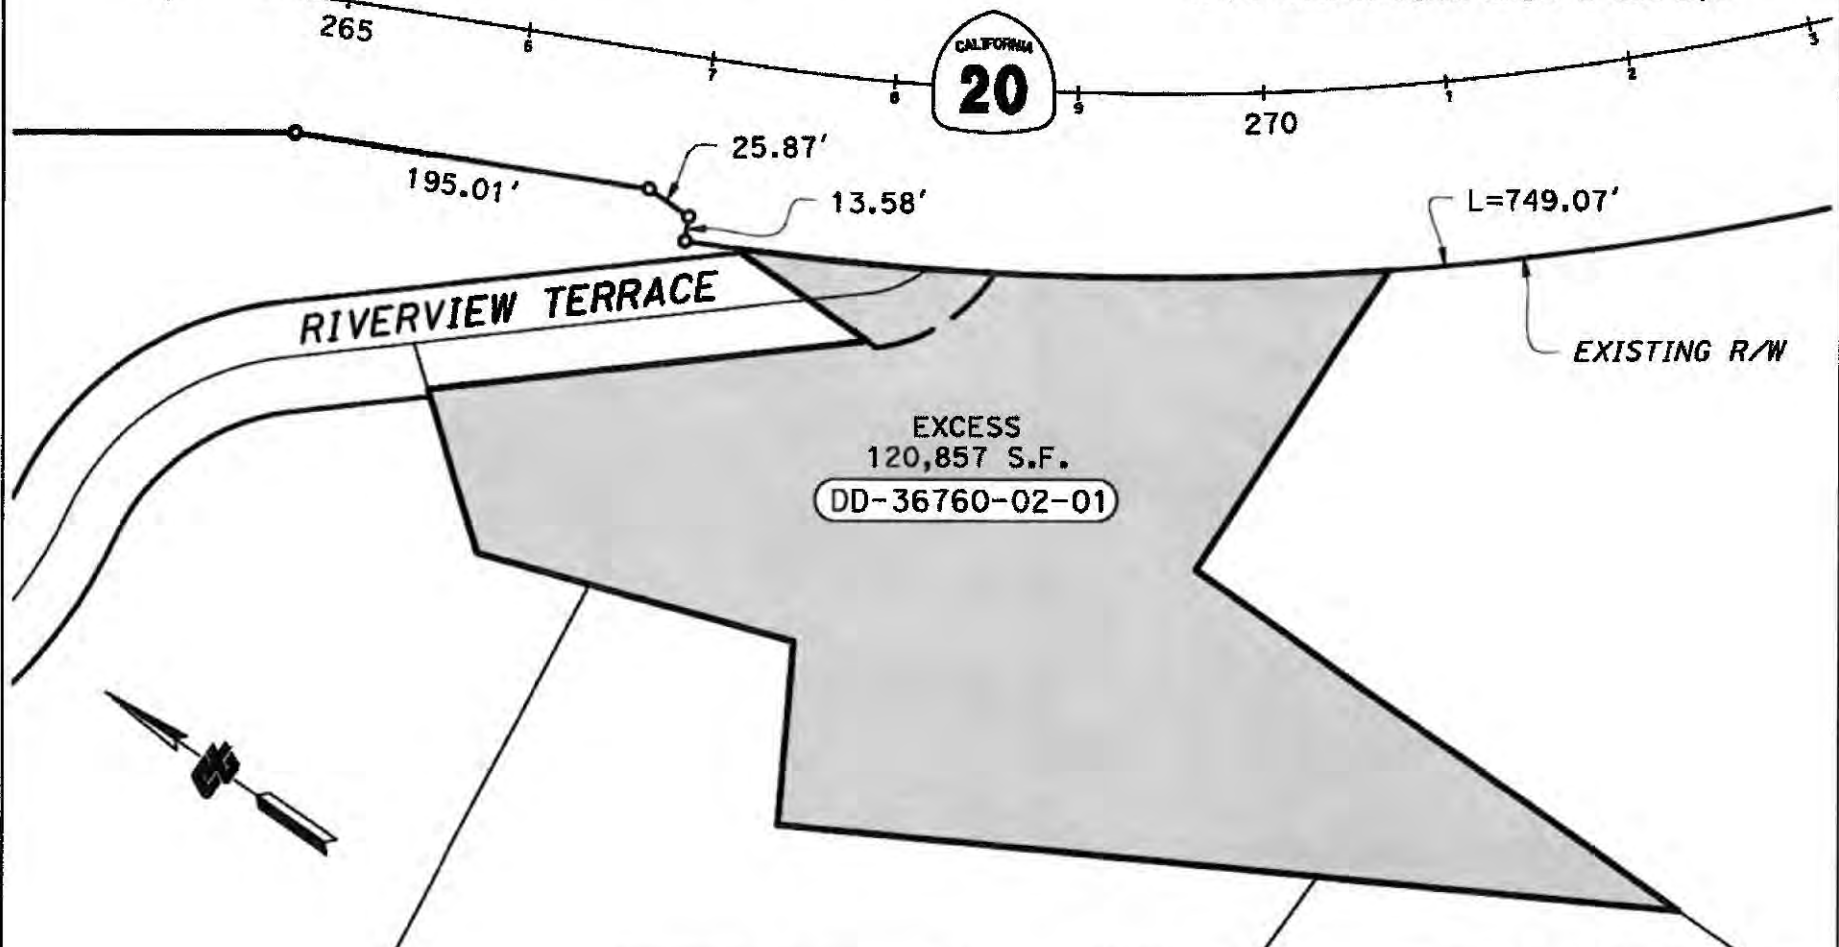 265
6
7
8
CALIFORNIA
20
9
270
1
2
3
25.87'
195.01'
13.58'
L=749.07'
RIVERVIEW TERRACE
EXISTING R/W
EXCESS
120,857 S.F.
DD-36760-02-01